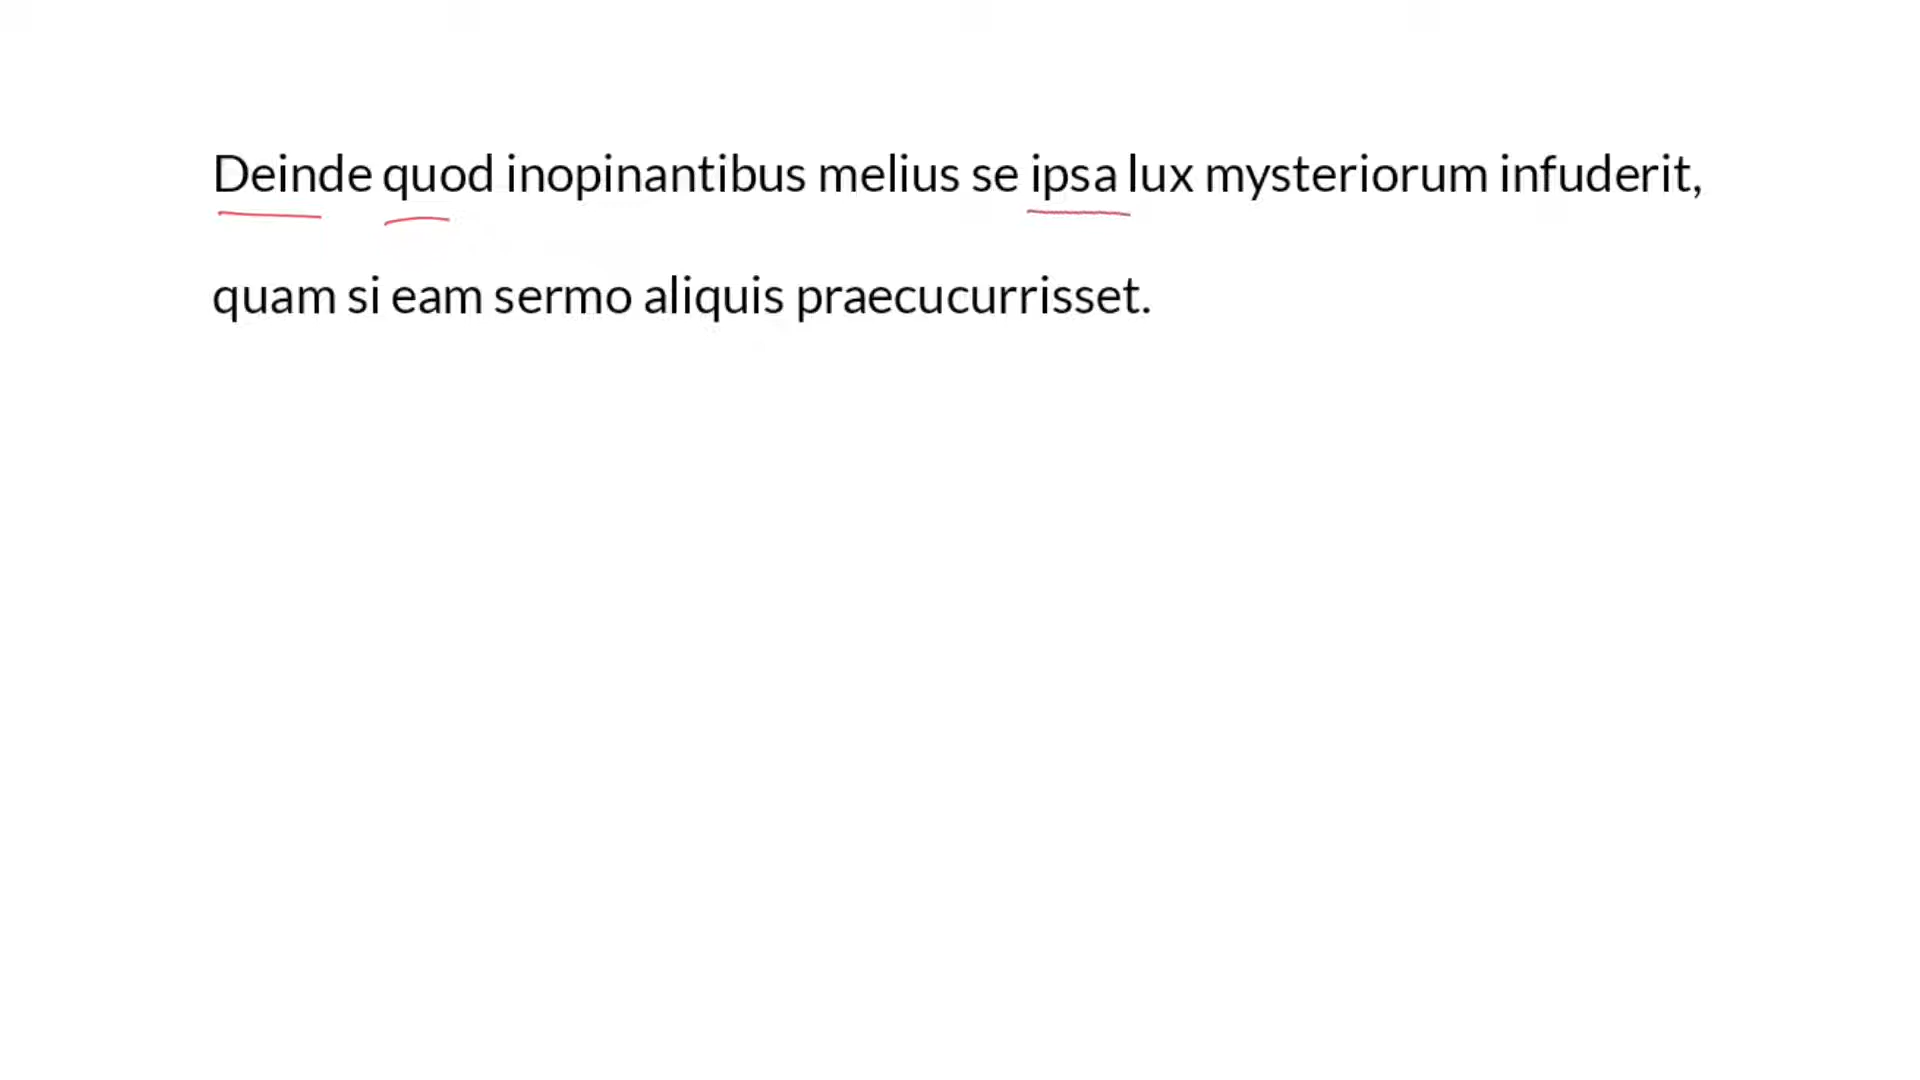 Deinde quod inopinantibus melius se ipsa lux mysteriorum infuderit,
quam si eam sermo aliquis praecucurrisset.